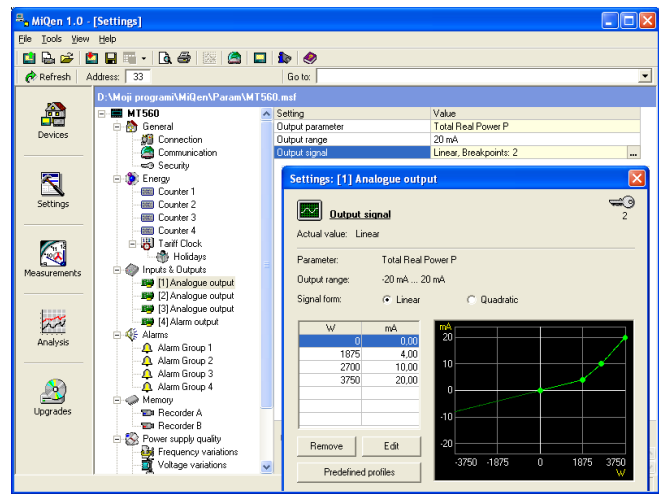 MiQen 1.0 - [Settings]
File Tools View Help
Refresh Address: 33 Go to:
D:\Moji programi\MiQen\Param\MT560.msf
Devices
Settings
Measurements
Analysis
Upgrades
MT560
General
Connection
Communication
Security
Energy
Counter 1
Counter 2
Counter 3
Counter 4
Tariff Clock
Holidays
Inputs & Outputs
[1] Analogue output
[2] Analogue output
[3] Analogue output
[4] Alarm output
Alarms
Alarm Group 1
Alarm Group 2
Alarm Group 3
Alarm Group 4
Memory
Recorder A
Recorder B
Power supply quality
Frequency variations
Voltage variations
Setting Value
Output parameter Total Real Power P
Output range 20 mA
Output signal Linear, Breakpoints: 2 ...
Settings: [1] Analogue output
Output signal
2
Actual value: Linear
Parameter: Total Real Power P
Output range: -20 mA ... 20 mA
Signal form: Linear Quadratic
W mA
0 0,00
1875 4,00
2700 10,00
3750 20,00
Remove Edit
Predefined profiles
mA
20
10
0
-10
-20
-3750 -1875 0 1875 3750
W